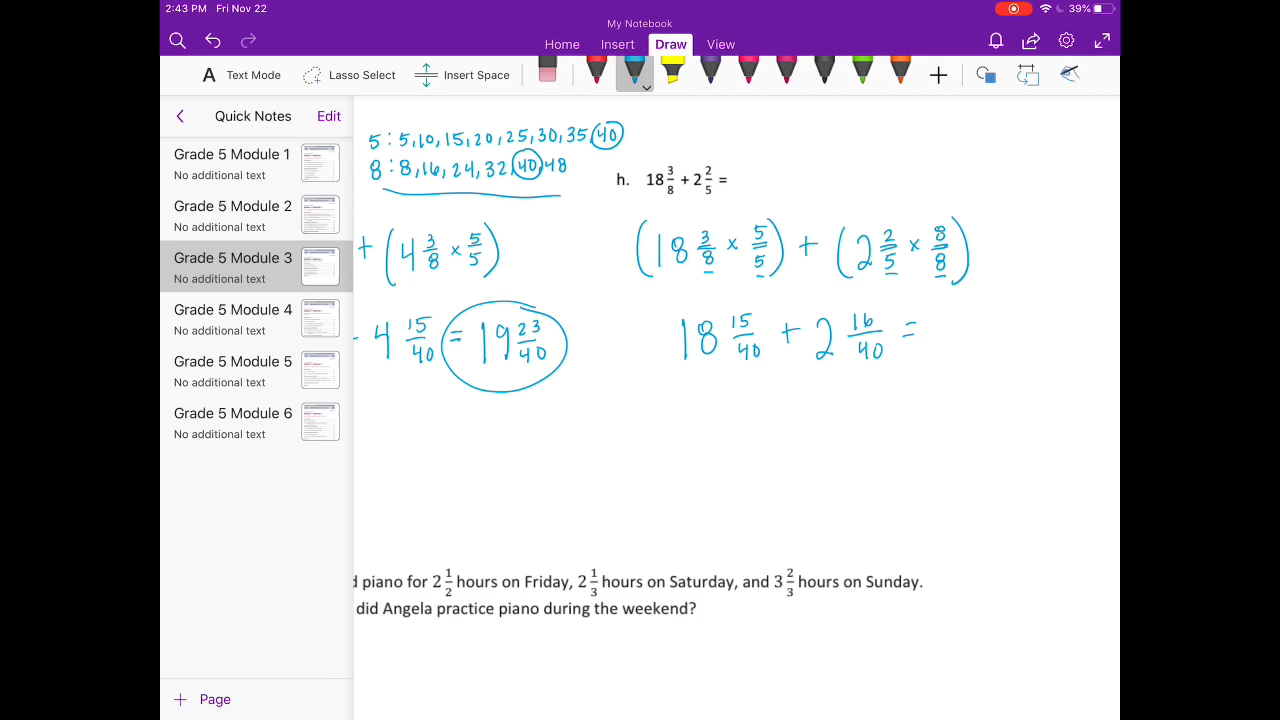 2:43 PM Fri Nov 22
39%
My Notebook
Home Insert Draw View
A Text Mode Lasso Select Insert Space
Quick Notes Edit
Grade 5 Module 1
No additional text
Grade 5 Module 2
No additional text
Grade 5 Module 3
No additional text
Grade 5 Module 4
No additional text
Grade 5 Module 5
No additional text
Grade 5 Module 6
No additional text
+ Page
5 : 5, 10, 15, 20, 25, 30, 35, 40
8 : 8, 16, 24, 32, 40, 48
+ (4 3/8 × 5/5)
- 4 15/40 = 19 23/40
h. 18 3/8 + 2 2/5 =
(18 3/8 × 5/5) + (2 2/5 × 8/8)
18 15/40 + 2 16/40 =
d piano for 2 1/2 hours on Friday, 2 1/3 hours on Saturday, and 3 2/3 hours on Sunday.
did Angela practice piano during the weekend?